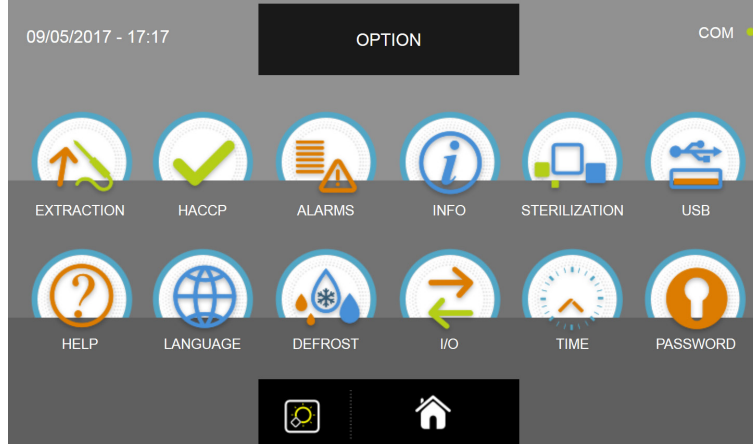 09/05/2017 - 17:17
OPTION
COM
EXTRACTION
HACCP
ALARMS
INFO
STERILIZATION
USB
HELP
LANGUAGE
DEFROST
I/O
TIME
PASSWORD